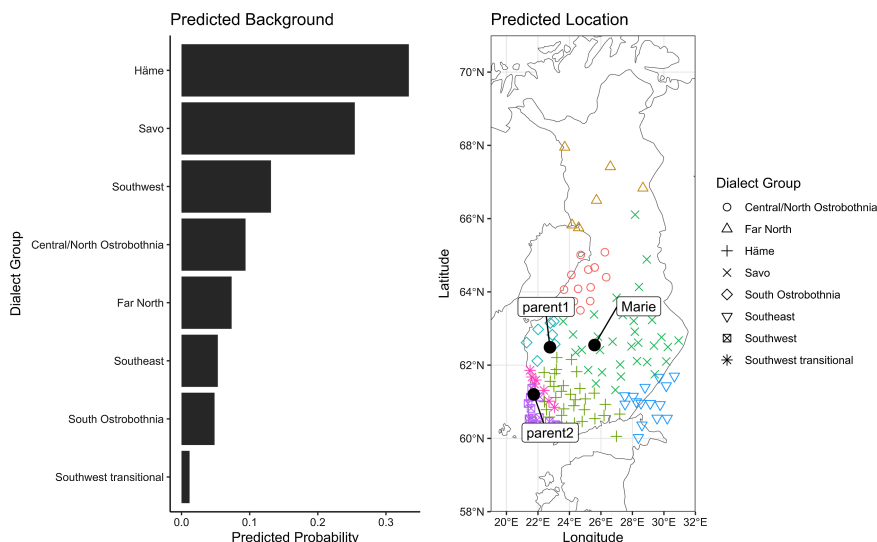 Predicted Background
Häme
Savo
Southwest
Central/North Ostrobothnia
Far North
Southeast
South Ostrobothnia
Southwest transitional
Dialect Group
0.0 0.1 0.2 0.3
Predicted Probability
Predicted Location
70°N
68°N
66°N
64°N
62°N
60°N
58°N
Latitude
parent1
Marie
parent2
20°E 22°E 24°E 26°E 28°E 30°E 32°E
Longitude
Dialect Group
Central/North Ostrobothnia
Far North
Häme
Savo
South Ostrobothnia
Southeast
Southwest
Southwest transitional